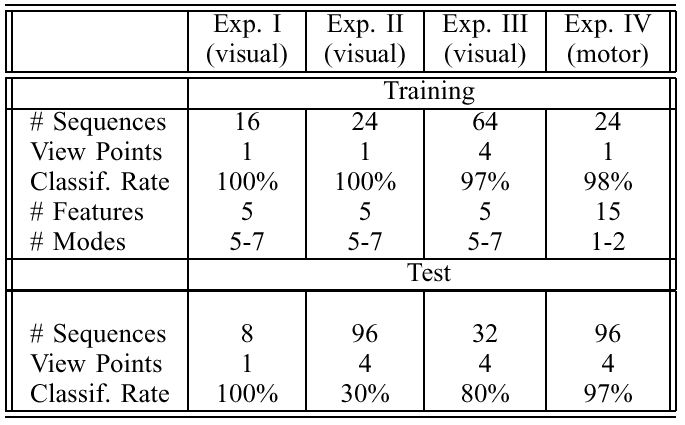 Exp. I Exp. II Exp. III Exp. IV
(visual) (visual) (visual) (motor)
Training
# Sequences 16 24 64 24
View Points 1 1 4 1
Classif. Rate 100% 100% 97% 98%
# Features 5 5 5 15
# Modes 5-7 5-7 5-7 1-2
Test
# Sequences 8 96 32 96
View Points 1 4 4 4
Classif. Rate 100% 30% 80% 97%